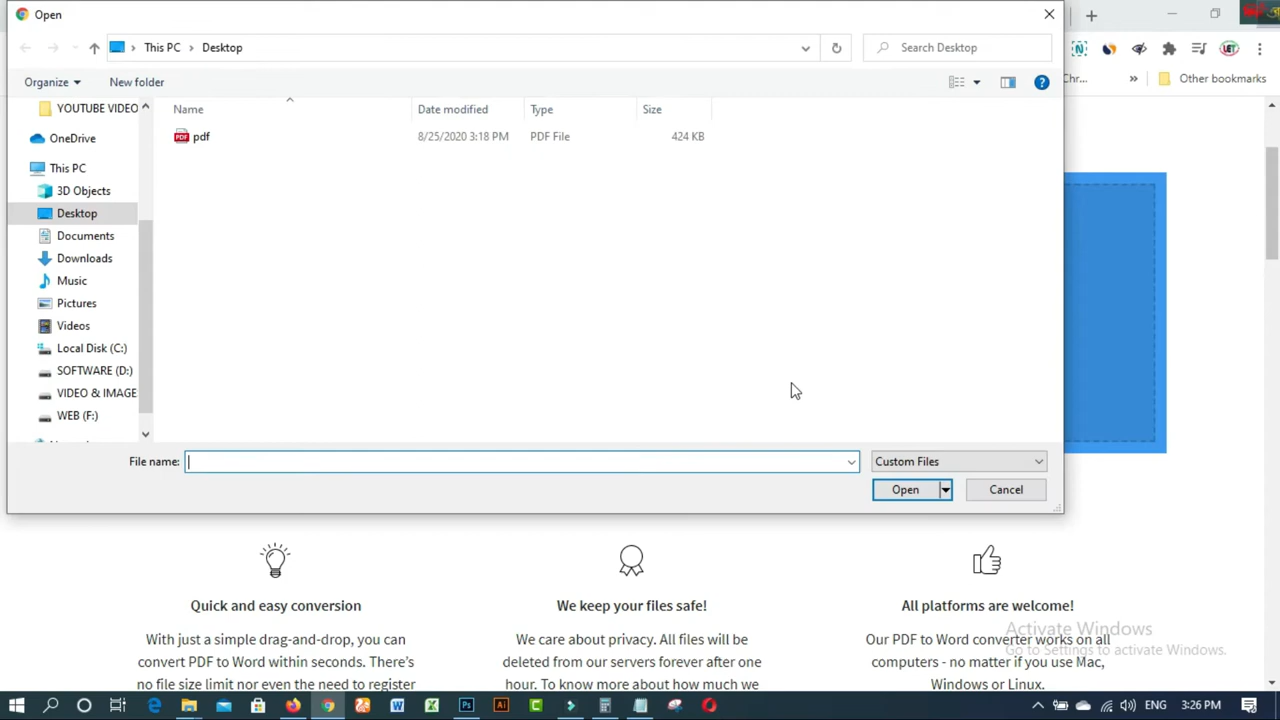 Open
This PC > Desktop
Search Desktop
Chr...
»
Other bookmarks
Organize
New folder
Name
Date modified
Type
Size
PDF pdf
8/25/2020 3:18 PM
PDF File
424 KB
YOUTUBE VIDEO
OneDrive
This PC
3D Objects
Desktop
Documents
Downloads
Music
Pictures
Videos
Local Disk (C:)
SOFTWARE (D:)
VIDEO & IMAGE
WEB (F:)
File name:
Custom Files
Open
Cancel
Quick and easy conversion
With just a simple drag-and-drop, you can
convert PDF to Word within seconds. There's
no file size limit nor even the need to register
We keep your files safe!
We care about privacy. All files will be
deleted from our servers forever after one
hour. To know more about how much we
All platforms are welcome!
Our PDF to Word converter works on all
computers - no matter if you use Mac,
Windows or Linux.
Activate Windows
Go to Settings to activate Windows.
ENG
3:26 PM